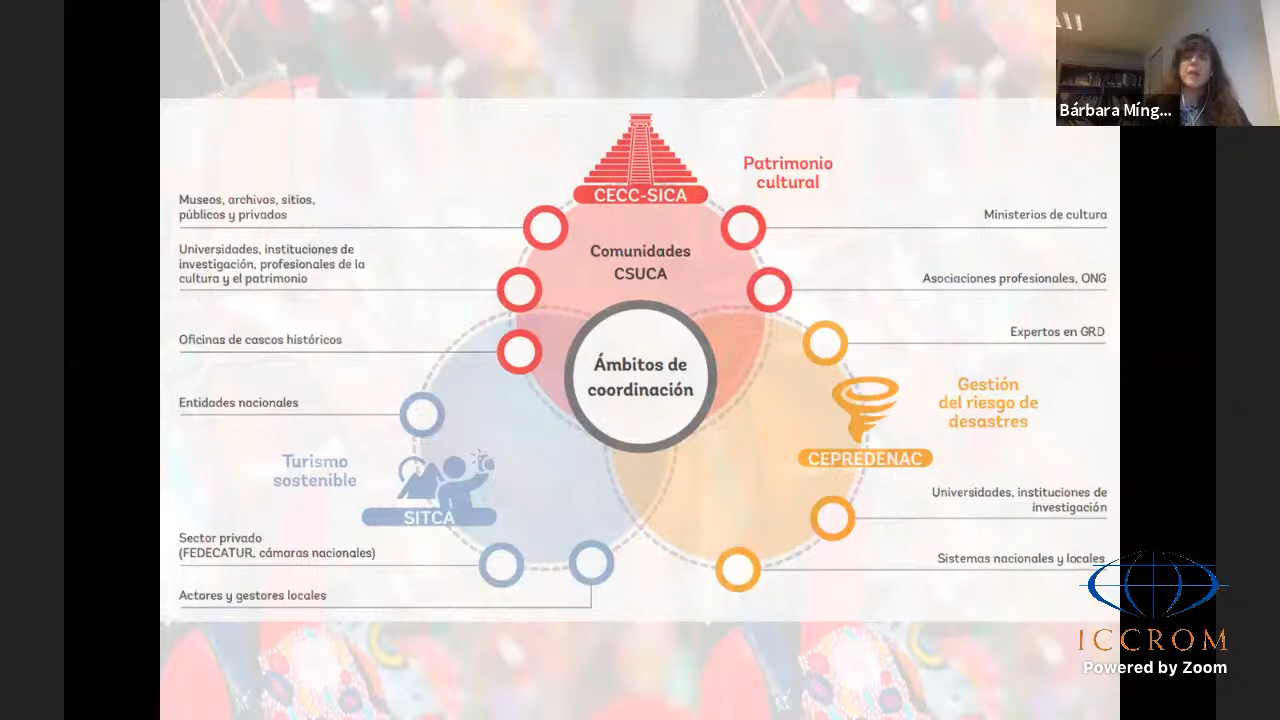 Bárbara Míng...
Patrimonio
cultural
CECC-SICA
Museos, archivos, sitios,
públicos y privados
Ministerios de cultura
Universidades, instituciones de
investigación, profesionales de la
cultura y el patrimonio
Comunidades
CSUCA
Asociaciones profesionales, ONG
Oficinas de cascos históricos
Expertos en GRD
Ámbitos de
coordinación
Entidades nacionales
Gestión
del riesgo de
desastres
CEPREDENAC
Turismo
sostenible
SITCA
Universidades, instituciones de
investigación
Sector privado
(FEDECATUR, cámaras nacionales)
Sistemas nacionales y locales
Actores y gestores locales
ICCROM
Powered by Zoom